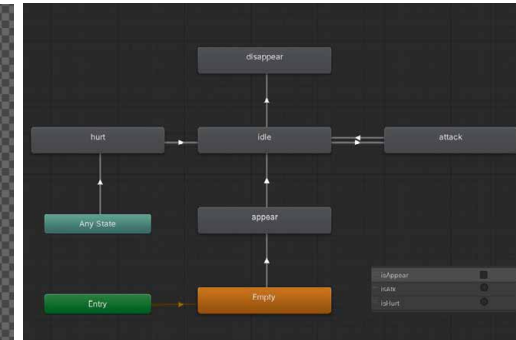 disappear
hurt
idle
attack
Any State
appear
Entry
Empty
isAppear
isAtk
isHurt